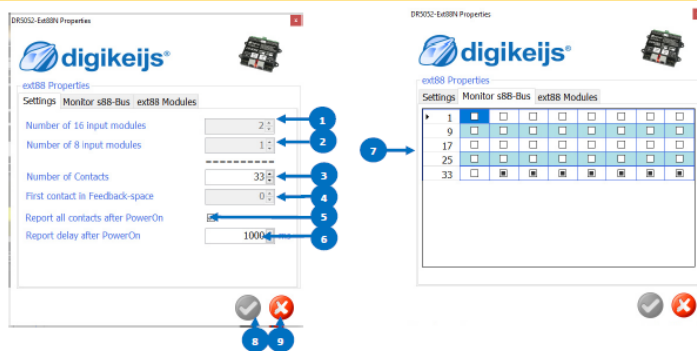 DR5052-Ext88N Properties
x
digikeijs®
ext88 Properties
Settings Monitor s88-Bus ext88 Modules
Number of 16 input modules 2 1
Number of 8 input modules 1 2
Number of Contacts 33 3
First contact in Feedback-space 0 4
Report all contacts after PowerOn 5
Report delay after PowerOn 1000 ms 6
8 9
DR5052-Ext88N Properties
digikeijs®
ext88 Properties
Settings Monitor s88-Bus ext88 Modules
1
9
7 17
25
33